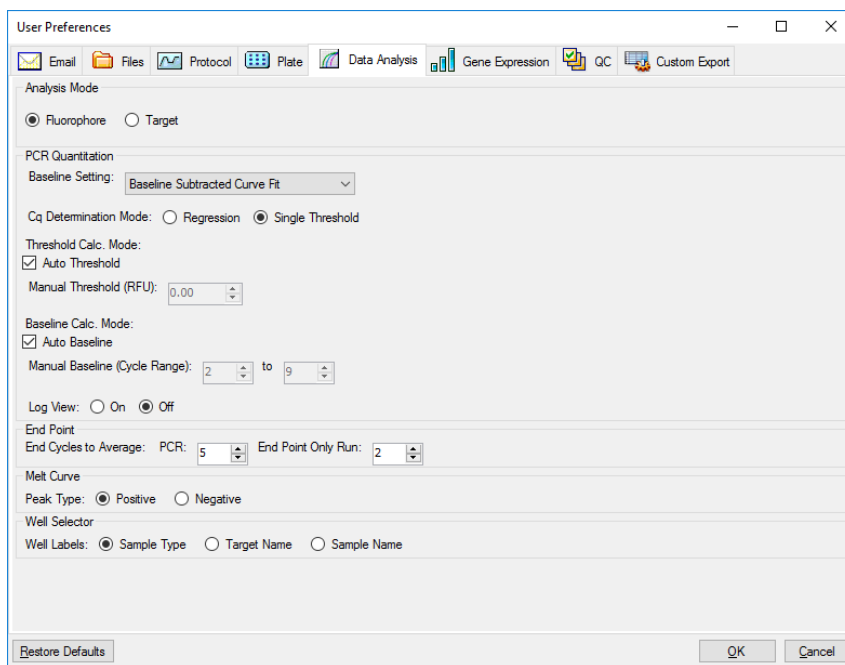 User Preferences
Email Files Protocol Plate Data Analysis Gene Expression QC Custom Export
Analysis Mode
Fluorophore Target
PCR Quantitation
Baseline Setting: Baseline Subtracted Curve Fit
Cq Determination Mode: Regression Single Threshold
Threshold Calc. Mode:
Auto Threshold
Manual Threshold (RFU): 0.00
Baseline Calc. Mode:
Auto Baseline
Manual Baseline (Cycle Range): 2 to 9
Log View: On Off
End Point
End Cycles to Average: PCR: 5 End Point Only Run: 2
Melt Curve
Peak Type: Positive Negative
Well Selector
Well Labels: Sample Type Target Name Sample Name
Restore Defaults OK Cancel